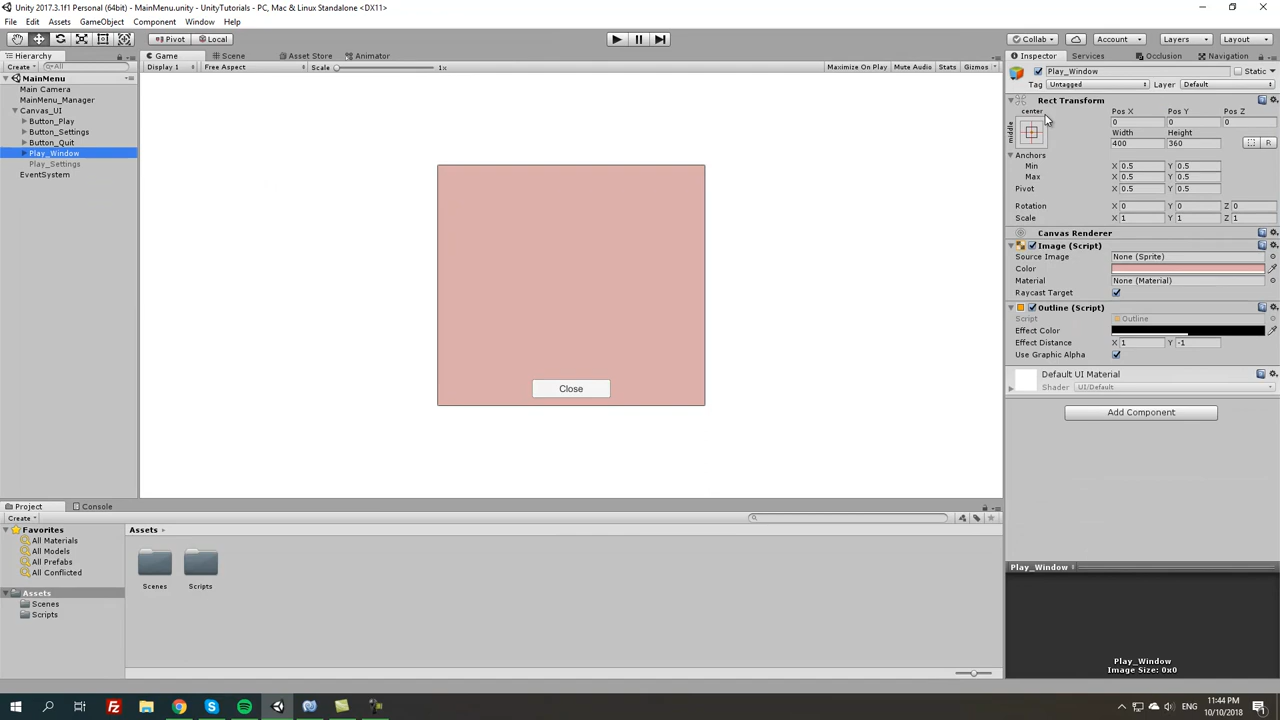 Unity 2017.3.1f1 Personal (64bit) - MainMenu.unity - UnityTutorials - PC, Mac & Linux Standalone <DX11>
File Edit Assets GameObject Component Window Help
Pivot Local Collab Account Layers Layout
Hierarchy Game Scene Asset Store Animator Inspector Services Occlusion Navigation
Create All Display 1 Free Aspect Scale 1x Maximize On Play Mute Audio Stats Gizmos
MainMenu
Main Camera
MainMenu_Manager
Canvas_UI
Button_Play
Button_Settings
Button_Quit
Play_Window
Play_Settings
EventSystem
Close
Play_Window Static
Tag Untagged Layer Default
Rect Transform
center Pos X Pos Y Pos Z
middle 0 0 0
Width Height
400 360 R
Anchors
Min X 0.5 Y 0.5
Max X 0.5 Y 0.5
Pivot X 0.5 Y 0.5
Rotation X 0 Y 0 Z 0
Scale X 1 Y 1 Z 1
Canvas Renderer
Image (Script)
Source Image None (Sprite)
Color
Material None (Material)
Raycast Target
Outline (Script)
Script Outline
Effect Color
Effect Distance X 1 Y -1
Use Graphic Alpha
Default UI Material
Shader UI/Default
Add Component
Project Console
Create
Favorites
All Materials
All Models
All Prefabs
All Conflicted
Assets
Scenes
Scripts
Assets
Scenes Scripts
Play_Window
Play_Window
Image Size: 0x0
ENG 11:44 PM
10/10/2018